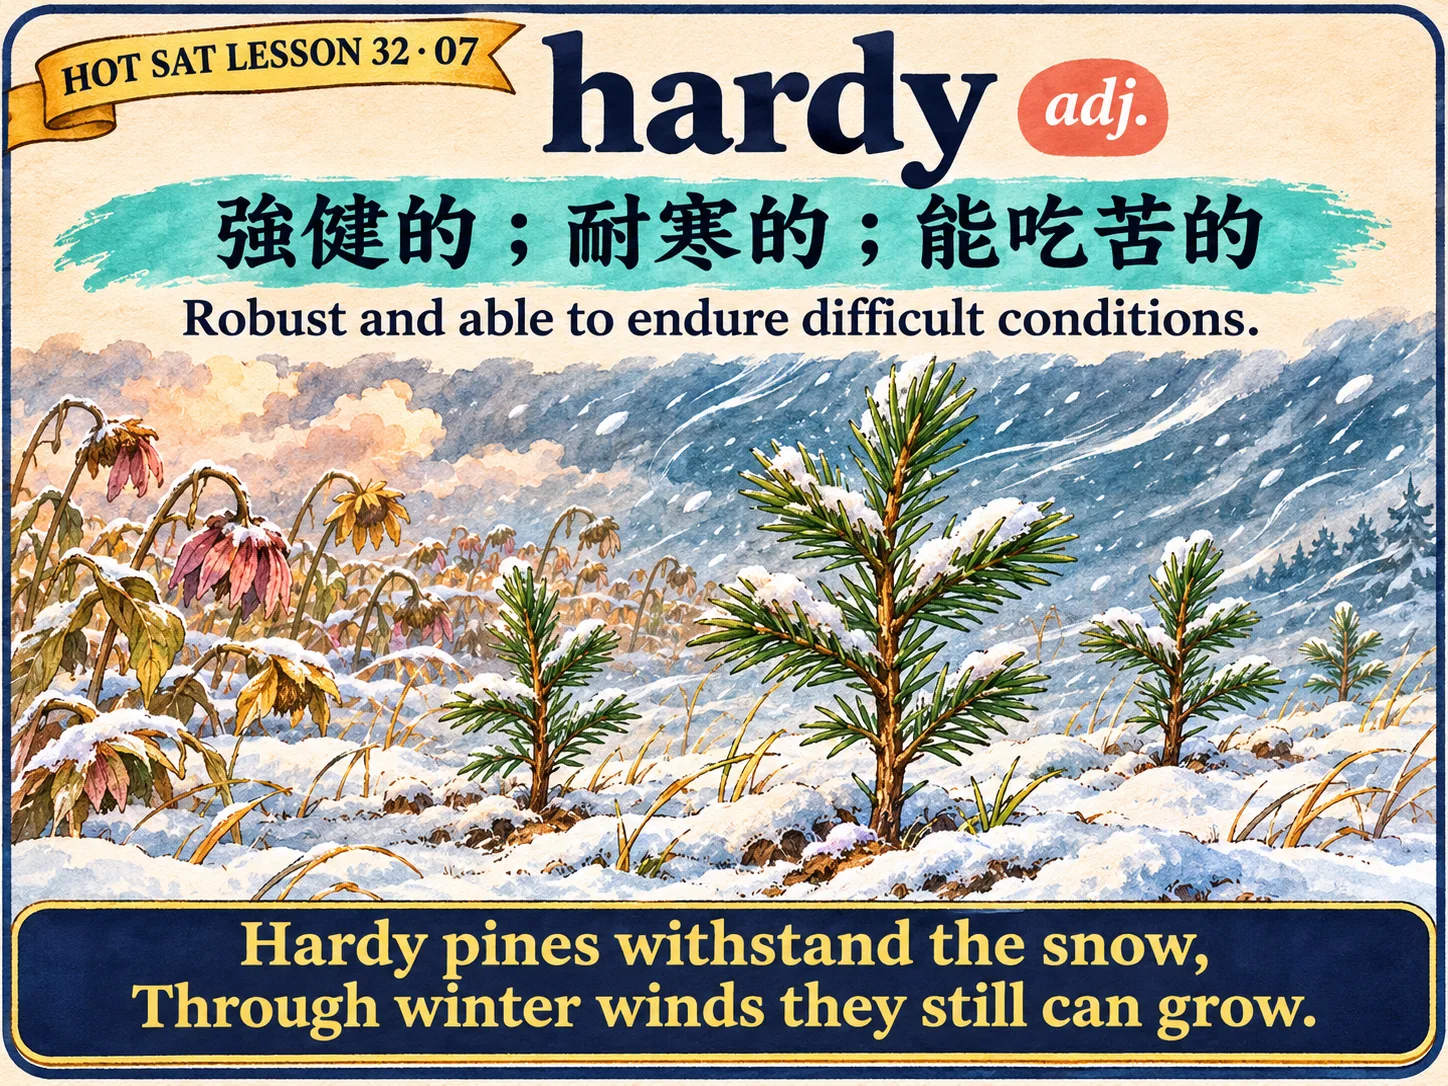 HOT SAT LESSON 32 · 07
hardy adj.
強健的；耐寒的；能吃苦的
Robust and able to endure difficult conditions.
Hardy pines withstand the snow,
Through winter winds they still can grow.